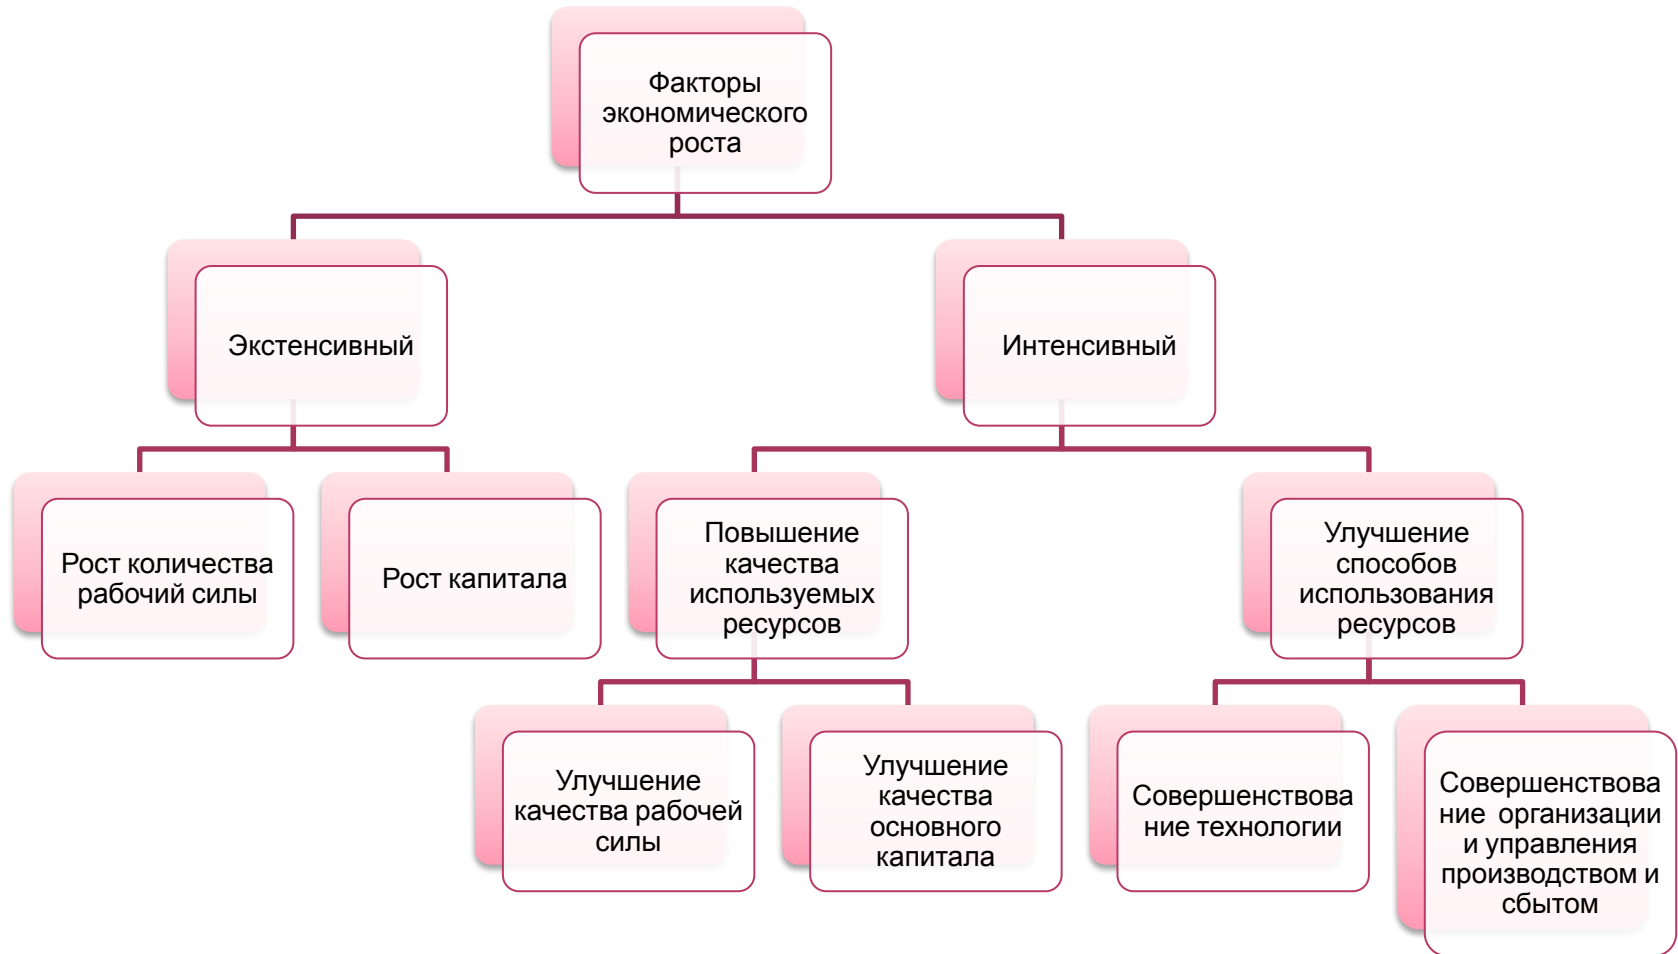 Факторы
экономического
роста
Экстенсивный
Интенсивный
Рост количества
рабочий силы
Рост капитала
Повышение
качества
используемых
ресурсов
Улучшение
способов
использования
ресурсов
Улучшение
качества рабочей
силы
Улучшение
качества
основного
капитала
Совершенствова
ние технологии
Совершенствова
ние организации
и управления
производством и
сбытом